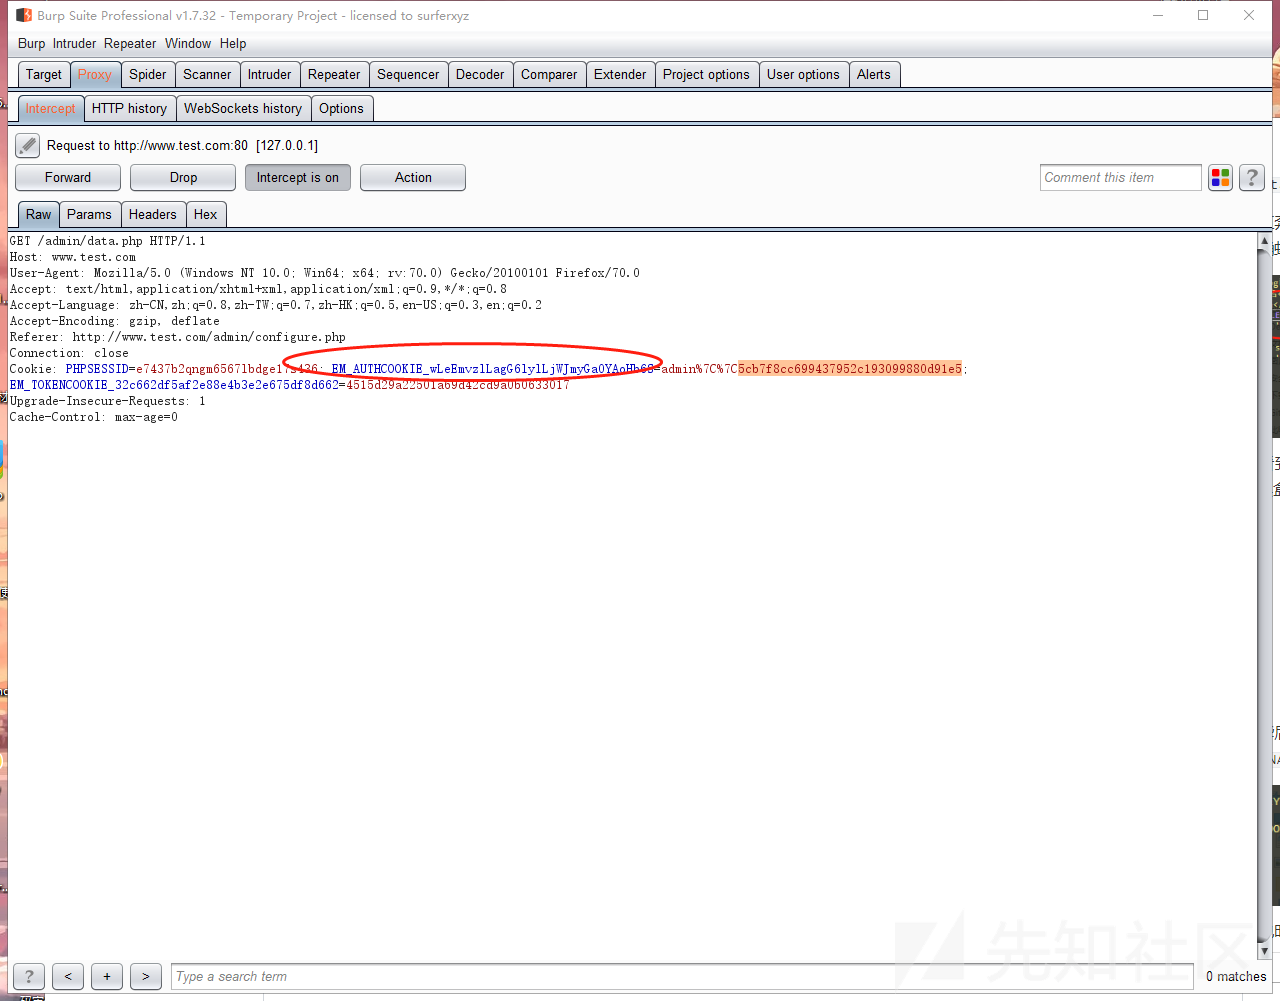 Burp Suite Professional v1.7.32 - Temporary Project - licensed to surferxyz
Burp Intruder Repeater Window Help
Target Proxy Spider Scanner Intruder Repeater Sequencer Decoder Comparer Extender Project options User options Alerts
Intercept HTTP history WebSockets history Options
Request to http://www.test.com:80 [127.0.0.1]
Forward Drop Intercept is on Action Comment this item ?
Raw Params Headers Hex
GET /admin/data.php HTTP/1.1
Host: www.test.com
User-Agent: Mozilla/5.0 (Windows NT 10.0; Win64; x64; rv:70.0) Gecko/20100101 Firefox/70.0
Accept: text/html,application/xhtml+xml,application/xml;q=0.9,*/*;q=0.8
Accept-Language: zh-CN,zh;q=0.8,zh-TW;q=0.7,zh-HK;q=0.5,en-US;q=0.3,en;q=0.2
Accept-Encoding: gzip, deflate
Referer: http://www.test.com/admin/configure.php
Connection: close
Cookie: PHPSESSID=e7437b2qngm65671bdge17s436; EM_AUTHCOOKIE_wLeEmvz1LagG61ylLjWJmyGa0YAoHb6S=admin%7C%7C5cb7f8cc699437952c193099880d91e5;
EM_TOKENCOOKIE_32c662df5af2e88e4b3e2e675df8d662=4515d29a22501a69d42cd9a0b0633017
Upgrade-Insecure-Requests: 1
Cache-Control: max-age=0
先知社区
? < + > Type a search term 0 matches